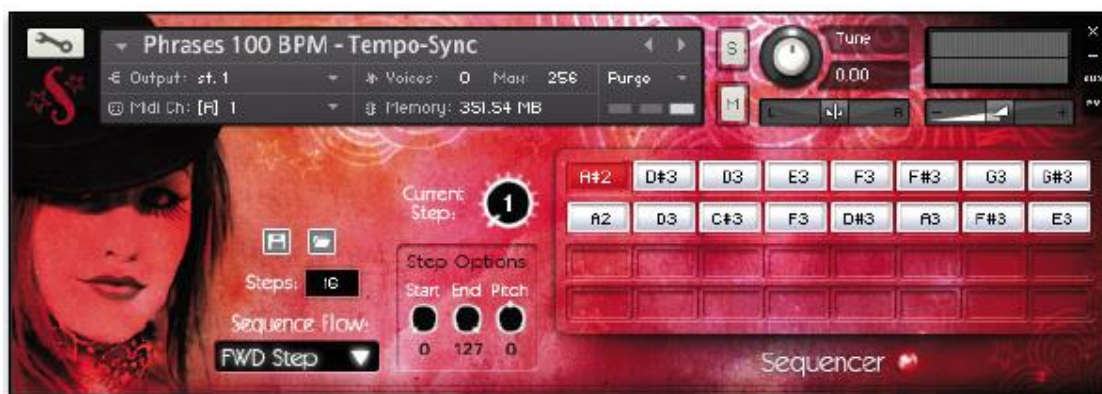 Phrases 100 BPM - Tempo-Sync
Output: st. 1 Voices: 0 Max: 256 Purge
Midi Ch: [A] 1 Memory: 351.54 MB
S
M
Tune
0.00
L R
- +
×
-
AUX
PV
Current
Step: 1
Steps: 16
Sequence Flow:
FWD Step
Step Options
Start End Pitch
0 127 0
A#2 D#3 D3 E3 F3 F#3 G3 G#3
A2 D3 C#3 F3 D#3 A3 F#3 E3
Sequencer